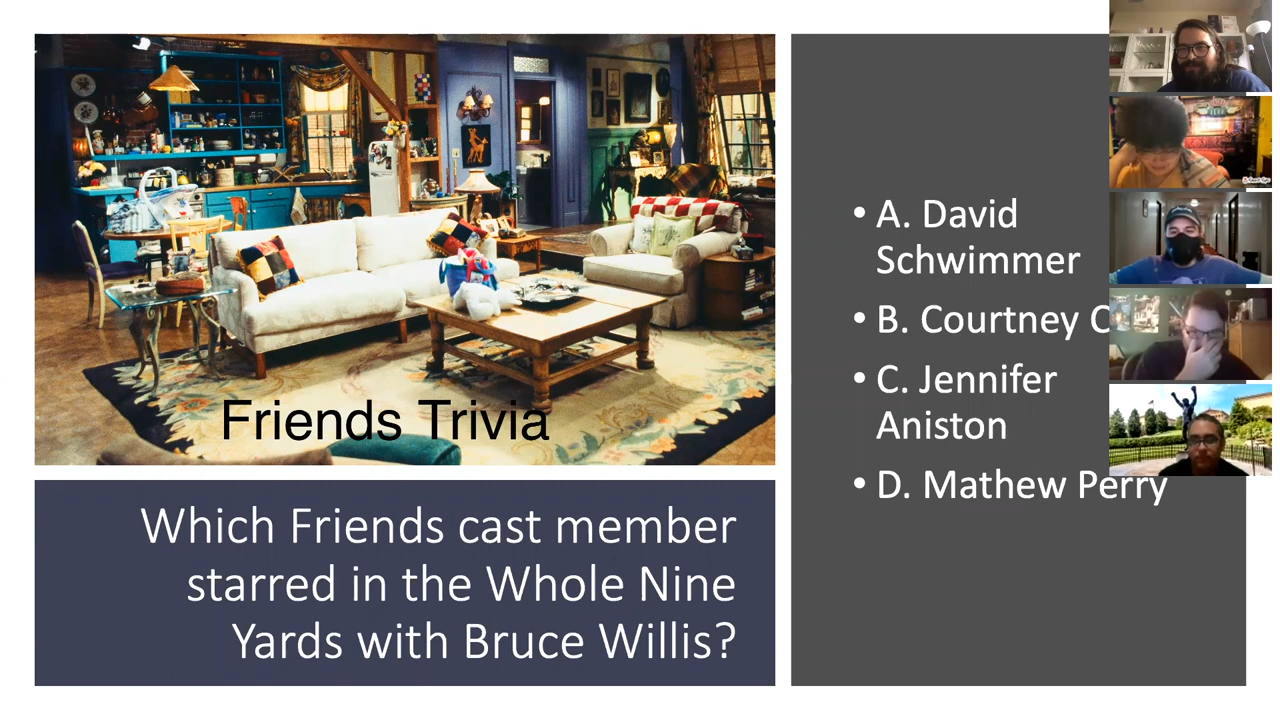 Friends Trivia
Which Friends cast member
starred in the Whole Nine
Yards with Bruce Willis?
• A. David
Schwimmer
• B. Courtney C
• C. Jennifer
Aniston
• D. Mathew Perry